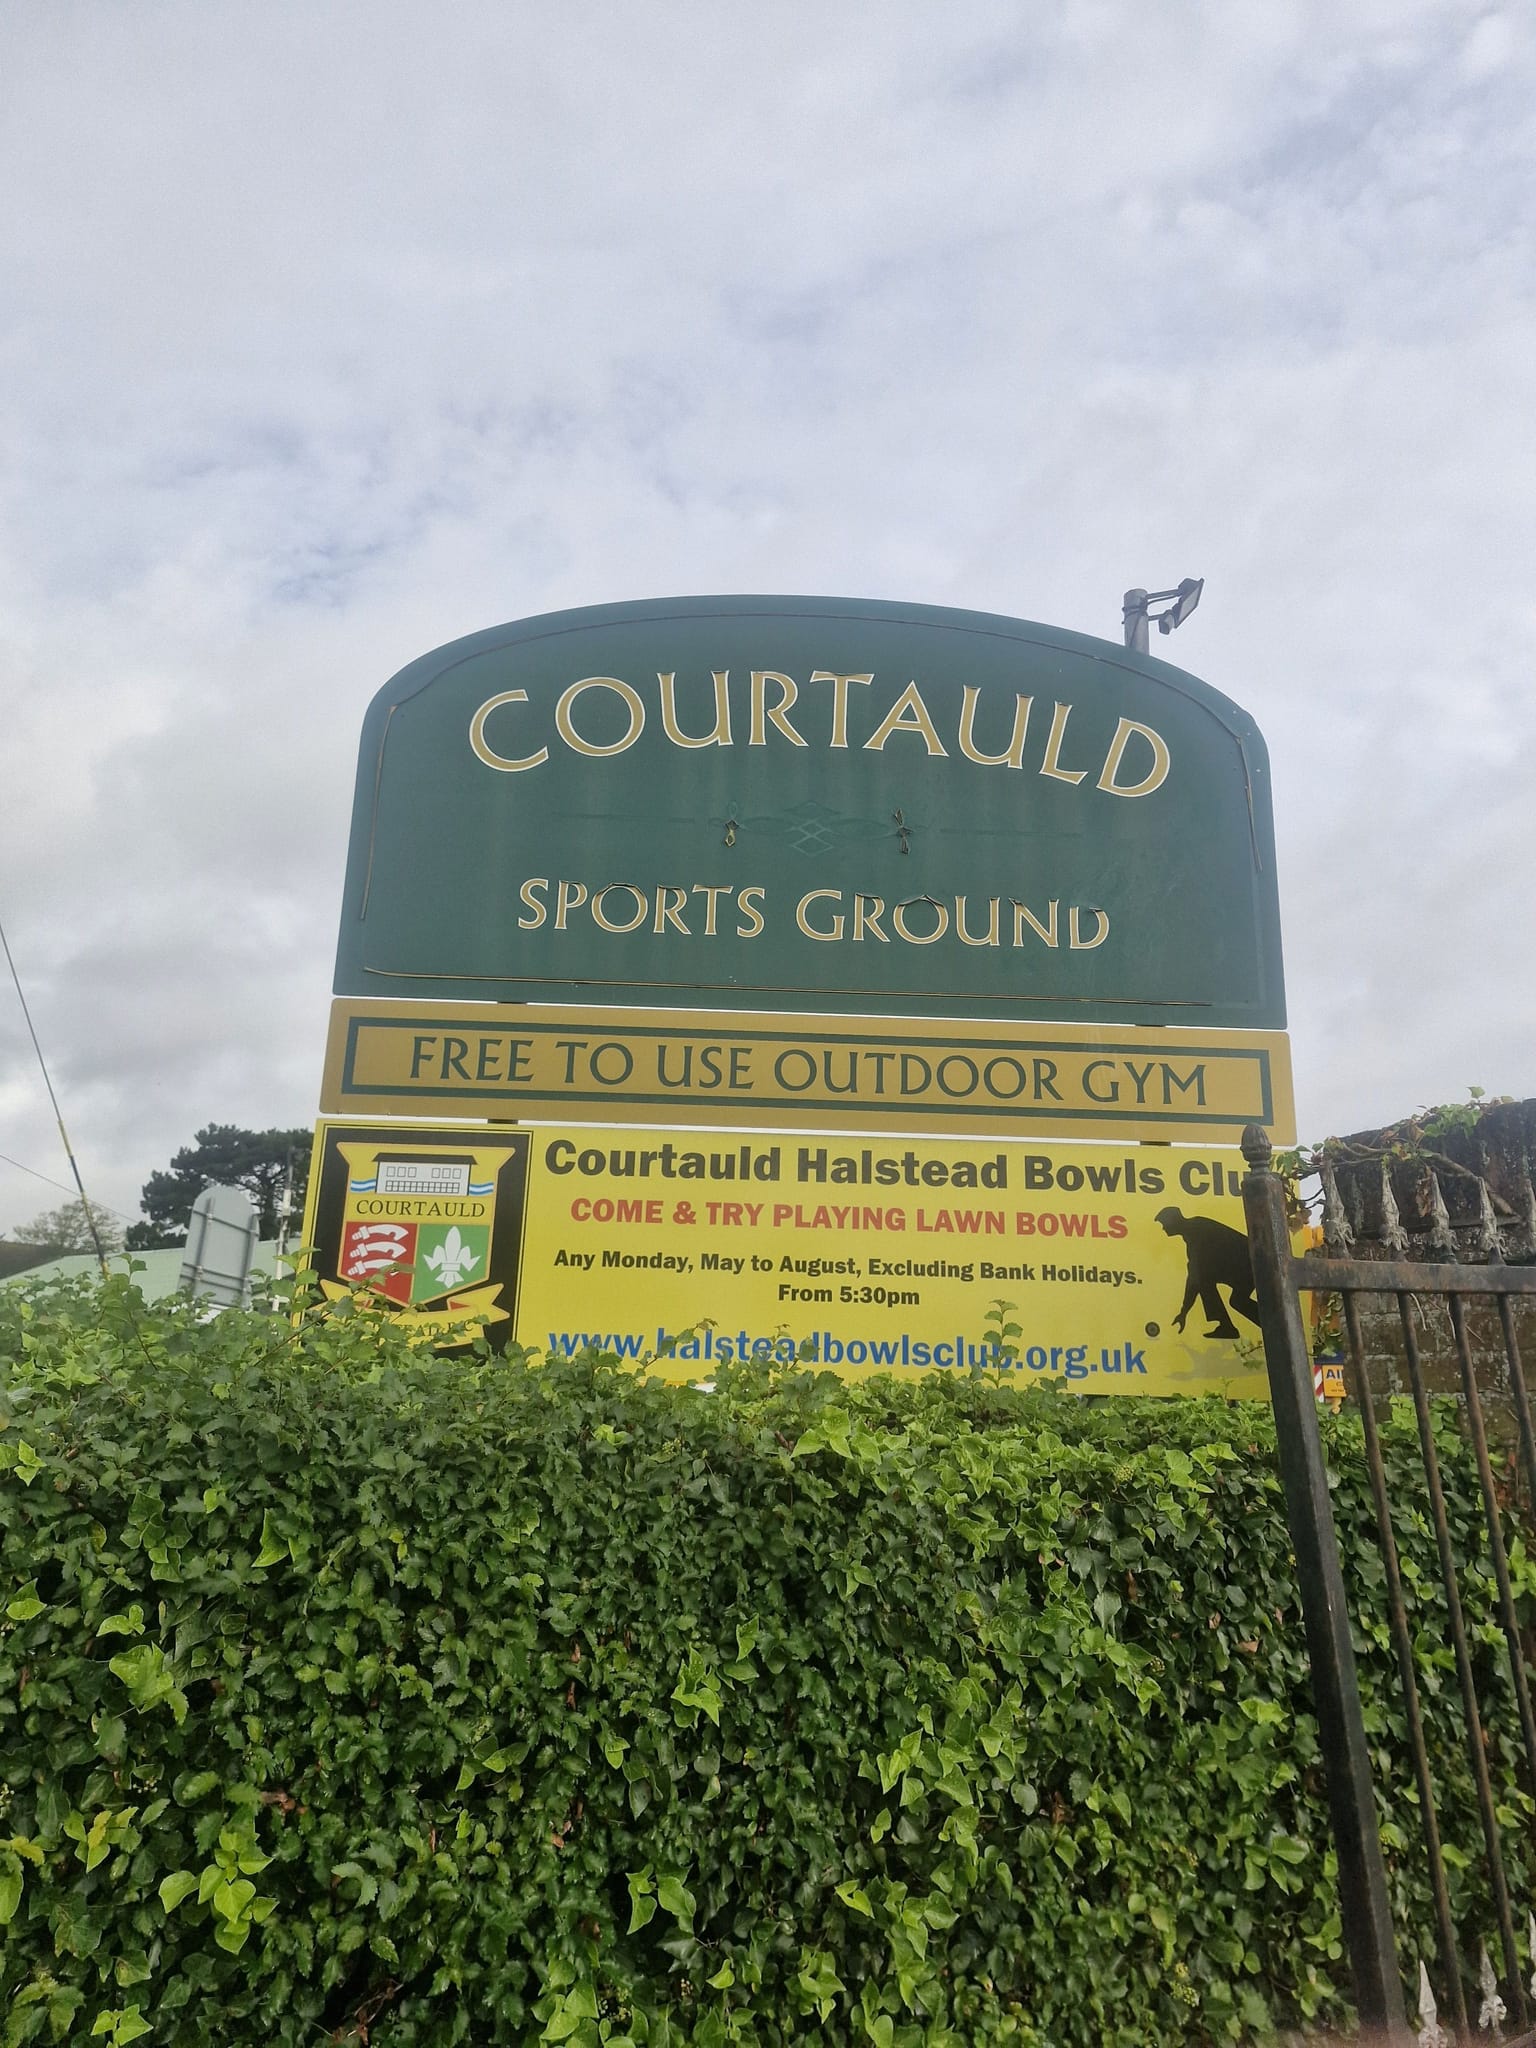 COURTAULD
SPORTS GROUND
FREE TO USE OUTDOOR GYM
COURTAULD
Courtauld Halstead Bowls Clu
COME & TRY PLAYING LAWN BOWLS
Any Monday, May to August, Excluding Bank Holidays.
From 5:30pm
www.halsteadbowlsclub.org.uk